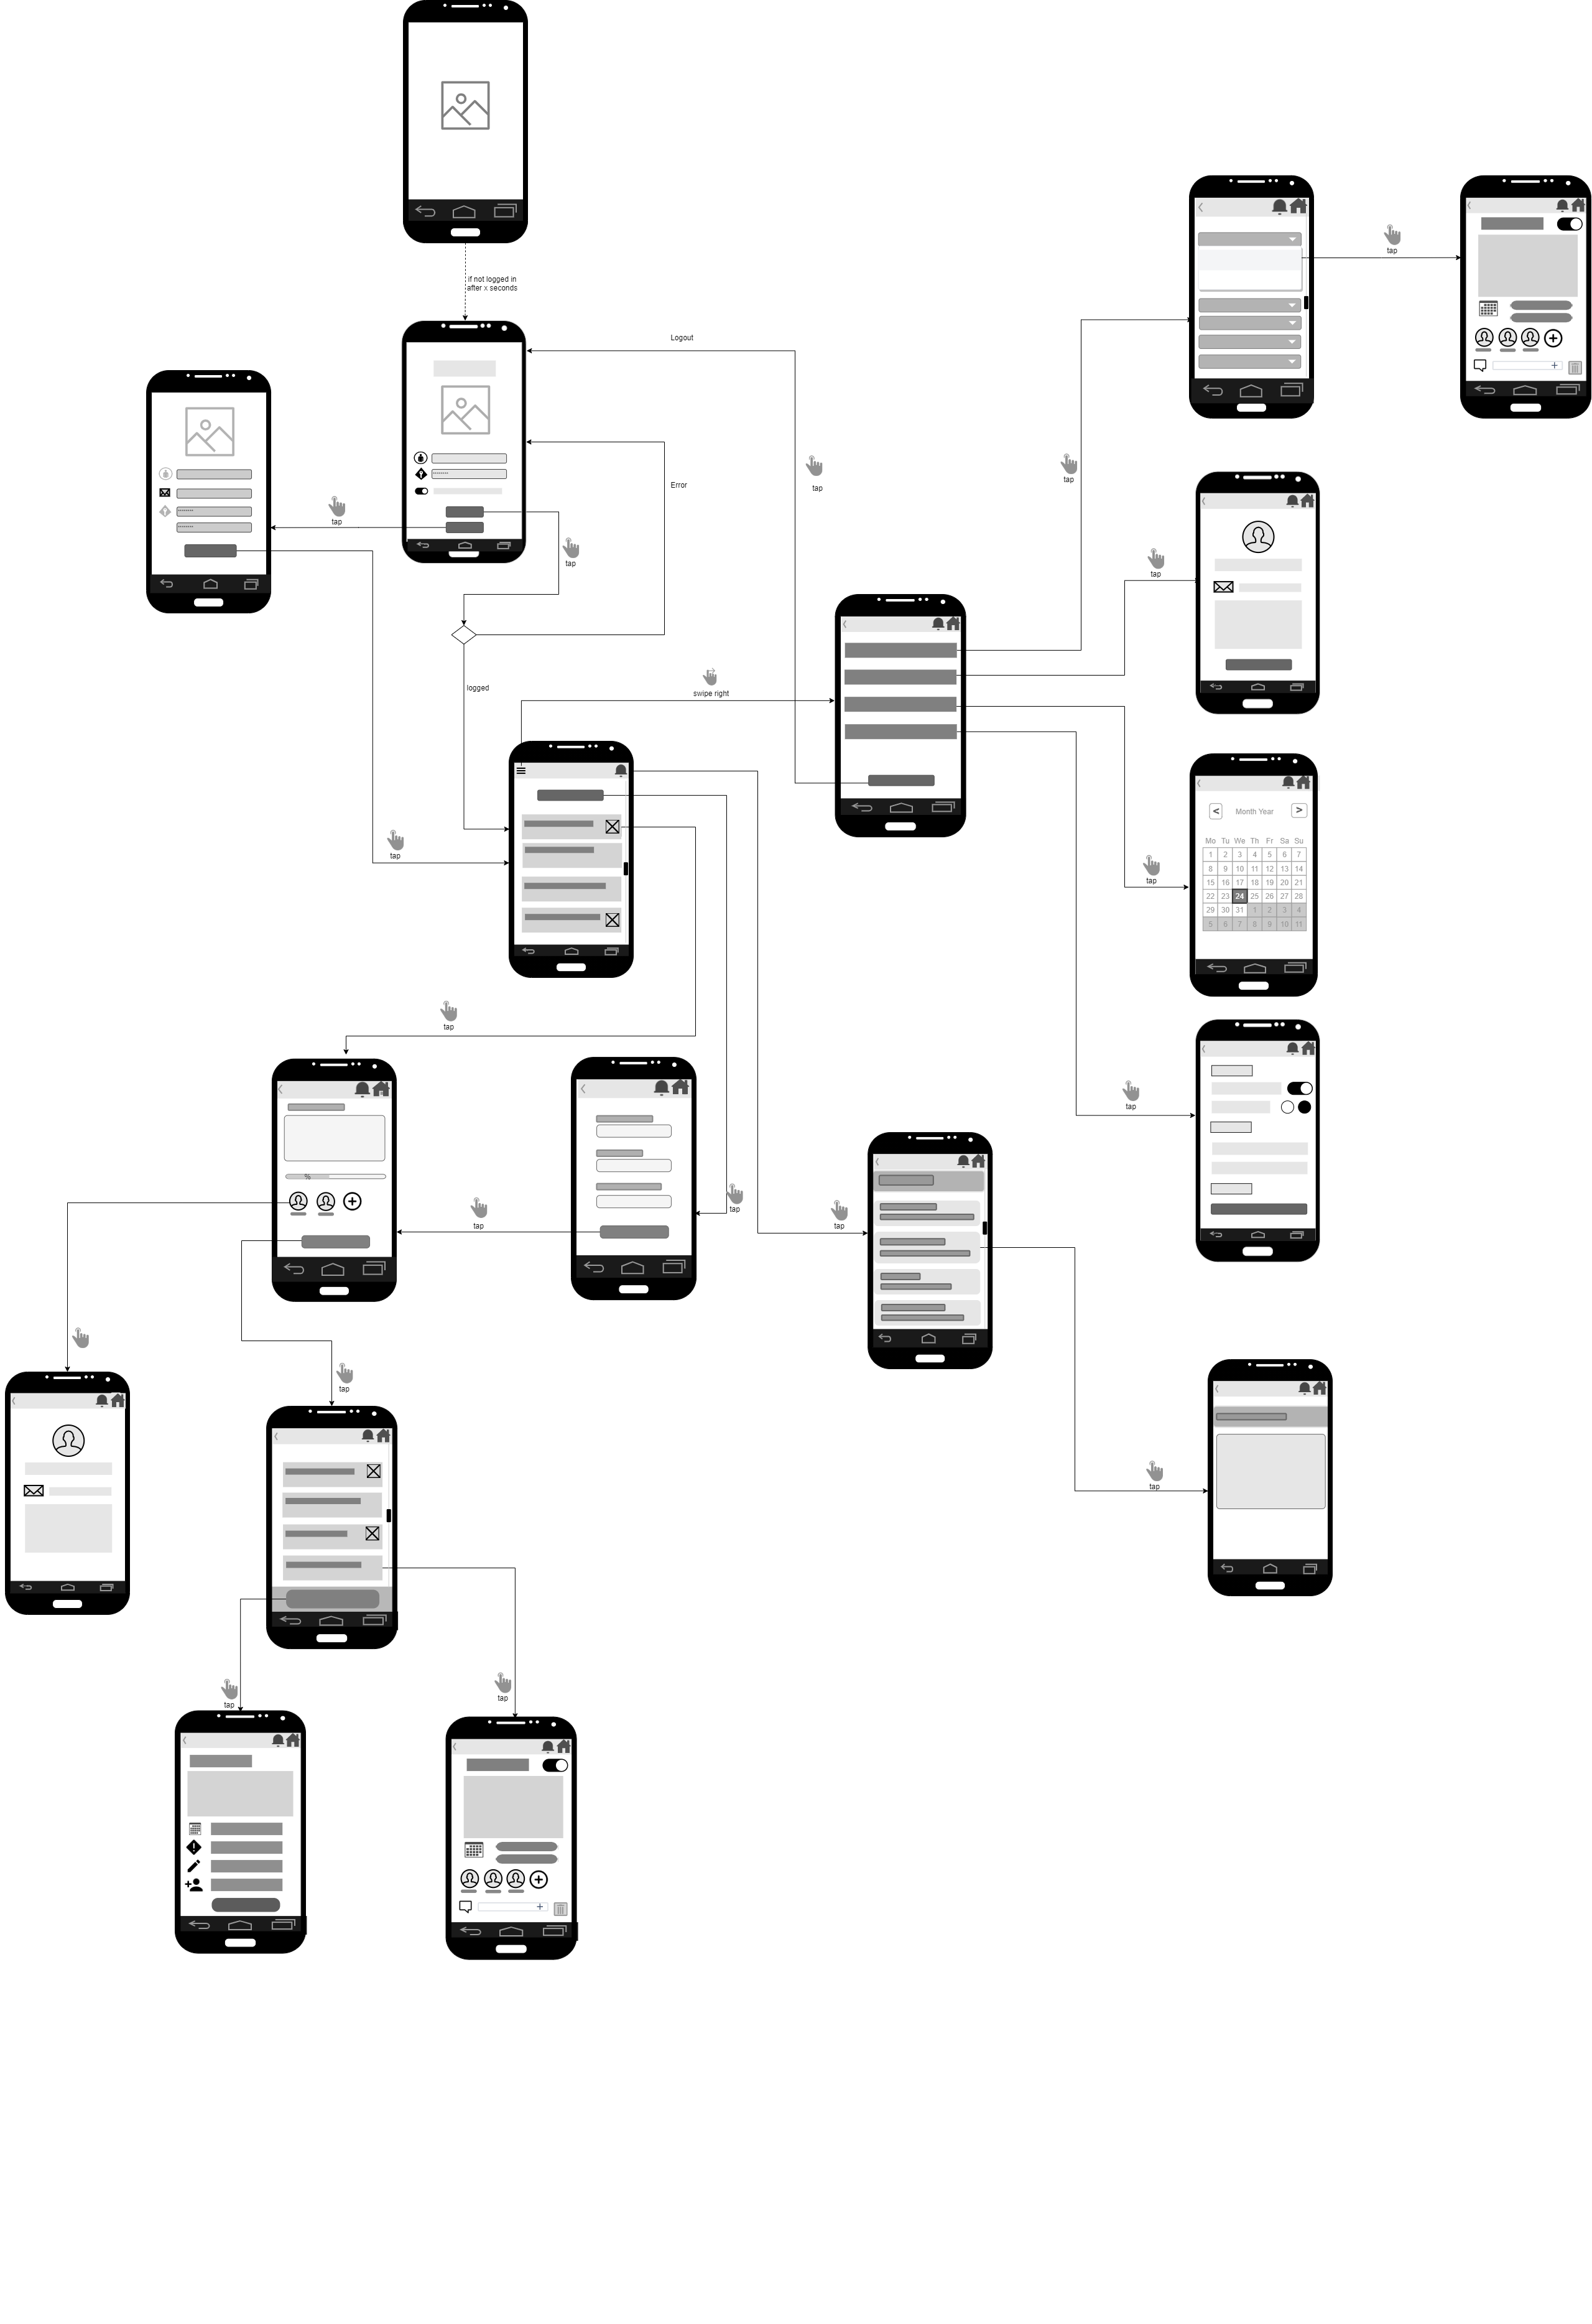 if not logged in
after x seconds
Logout
Error
tap
tap
tap
tap
tap
logged
swipe right
tap
tap
< Month Year >
Mo Tu We Th Fr Sa Su
1 2 3 4 5 6 7
8 9 10 11 12 13 14
15 16 17 18 19 20 21
22 23 24 25 26 27 28
29 30 31 1 2 3 4
5 6 7 8 9 10 11
tap
tap
tap
tap
%
tap
tap
tap
tap
tap
tap
tap